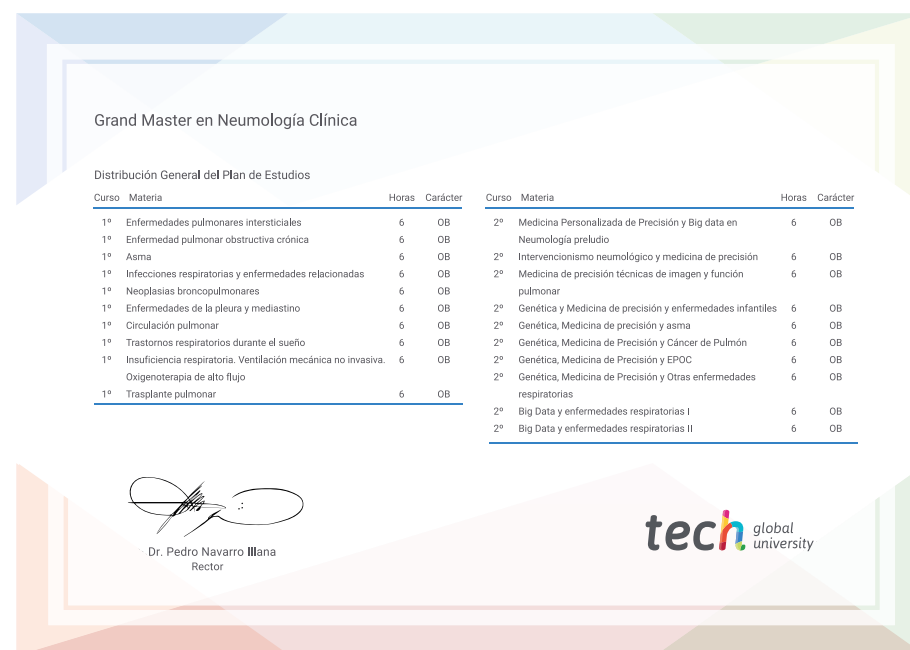 Grand Master en Neumología Clínica
Distribución General del Plan de Estudios
Curso Materia Horas Carácter
1º Enfermedades pulmonares intersticiales 6 OB
1º Enfermedad pulmonar obstructiva crónica 6 OB
1º Asma 6 OB
1º Infecciones respiratorias y enfermedades relacionadas 6 OB
1º Neoplasias broncopulmonares 6 OB
1º Enfermedades de la pleura y mediastino 6 OB
1º Circulación pulmonar 6 OB
1º Trastornos respiratorios durante el sueño 6 OB
1º Insuficiencia respiratoria. Ventilación mecánica no invasiva. 6 OB
Oxigenoterapia de alto flujo
1º Trasplante pulmonar 6 OB
Curso Materia Horas Carácter
2º Medicina Personalizada de Precisión y Big data en 6 OB
Neumología preludio
2º Intervencionismo neumológico y medicina de precisión 6 OB
2º Medicina de precisión técnicas de imagen y función 6 OB
pulmonar
2º Genética y Medicina de precisión y enfermedades infantiles 6 OB
2º Genética, Medicina de precisión y asma 6 OB
2º Genética, Medicina de Precisión y Cáncer de Pulmón 6 OB
2º Genética, Medicina de Precisión y EPOC 6 OB
2º Genética, Medicina de Precisión y Otras enfermedades 6 OB
respiratorias
2º Big Data y enfermedades respiratorias I 6 OB
2º Big Data y enfermedades respiratorias II 6 OB
Dr. Pedro Navarro Illana
Rector
tech global
university